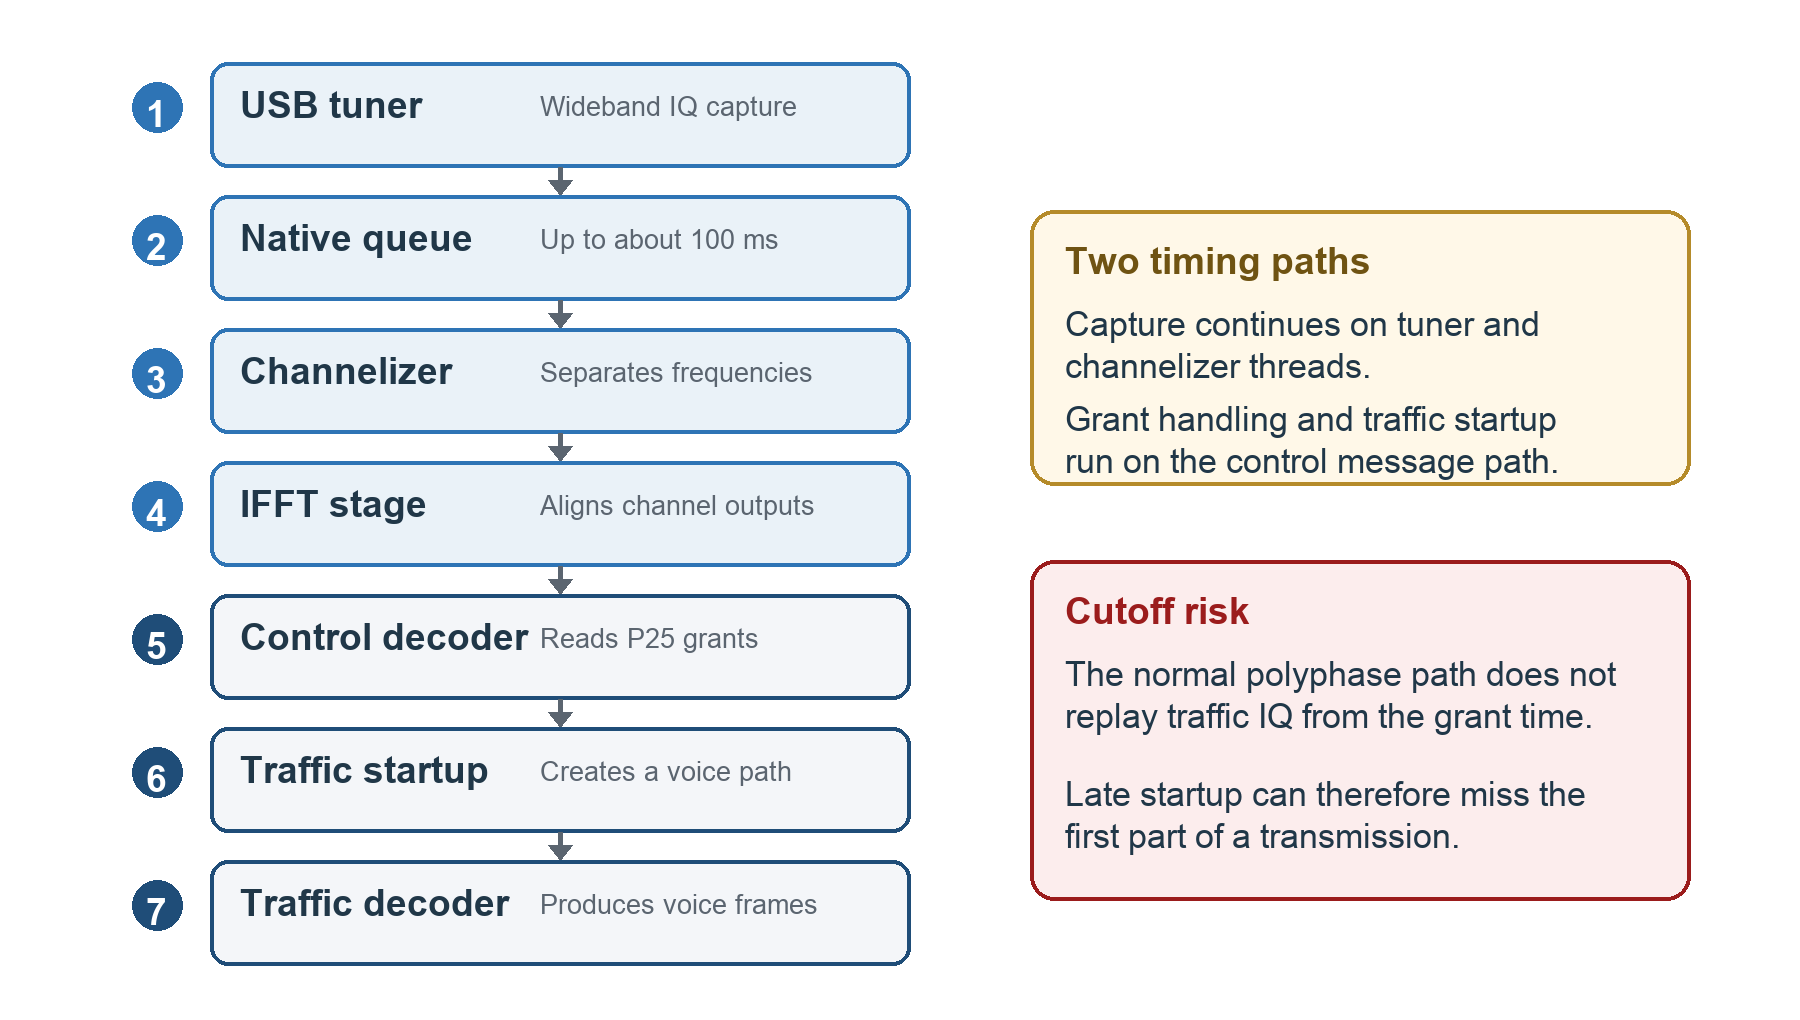 1
USB tuner Wideband IQ capture
2
Native queue Up to about 100 ms
3
Channelizer Separates frequencies
4
IFFT stage Aligns channel outputs
5
Control decoder Reads P25 grants
6
Traffic startup Creates a voice path
7
Traffic decoder Produces voice frames
Two timing paths
Capture continues on tuner and
channelizer threads.
Grant handling and traffic startup
run on the control message path.
Cutoff risk
The normal polyphase path does not
replay traffic IQ from the grant time.
Late startup can therefore miss the
first part of a transmission.